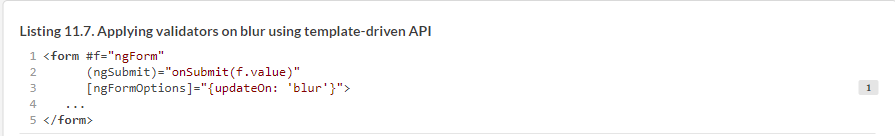 Listing 11.7. Applying validators on blur using template-driven API
1 <form #f="ngForm"
2       (ngSubmit)="onSubmit(f.value)"
3       [ngFormOptions]="{updateOn: 'blur'}"> 1
4    ...
5 </form>